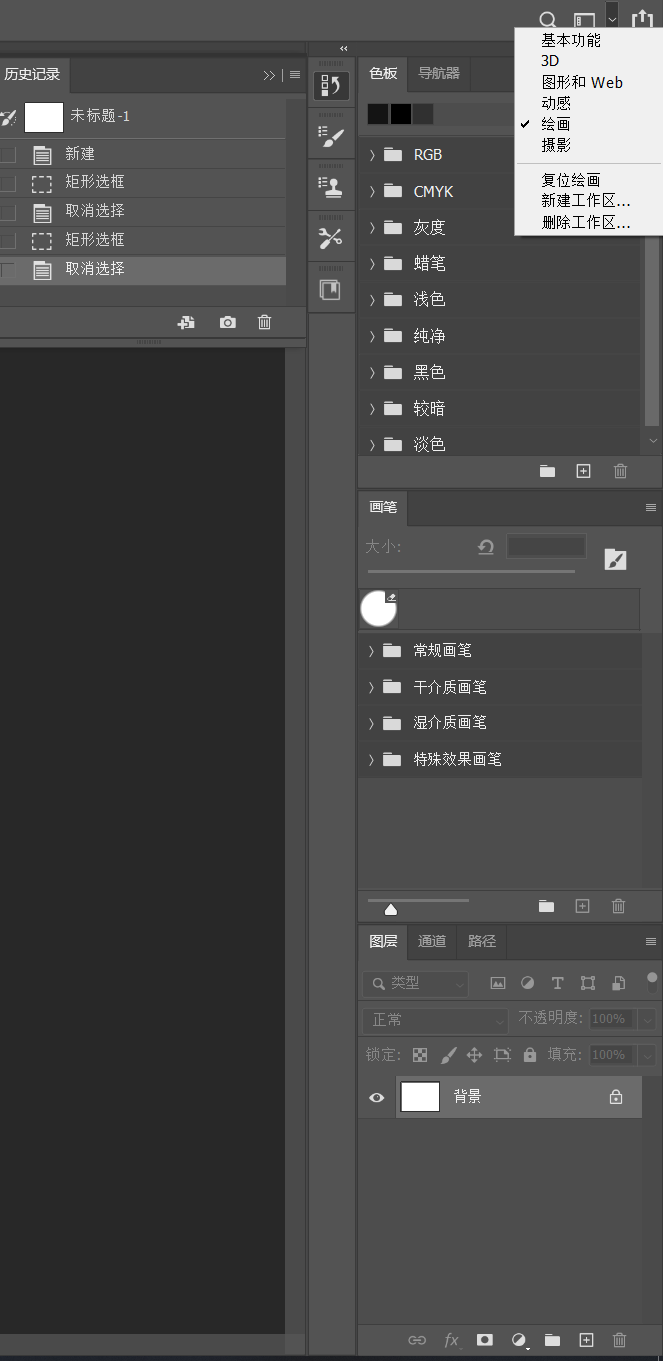 基本功能
3D
图形和 Web
动感
绘画
摄影
复位绘画
新建工作区...
删除工作区...
历史记录
未标题-1
新建
矩形选框
取消选择
矩形选框
取消选择
色板 导航器
RGB
CMYK
灰度
蜡笔
浅色
纯净
黑色
较暗
淡色
画笔
大小:
常规画笔
干介质画笔
湿介质画笔
特殊效果画笔
图层 通道 路径
类型
正常 不透明度: 100%
锁定: 填充: 100%
背景
fx